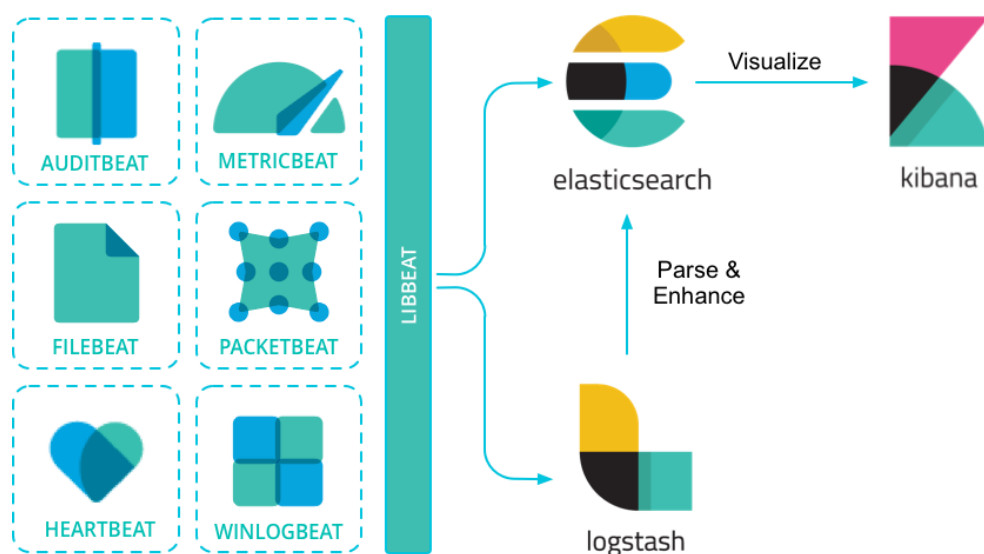 AUDITBEAT
METRICBEAT
FILEBEAT
PACKETBEAT
HEARTBEAT
WINLOGBEAT
LIBBEAT
elasticsearch
Visualize
kibana
Parse &
Enhance
logstash